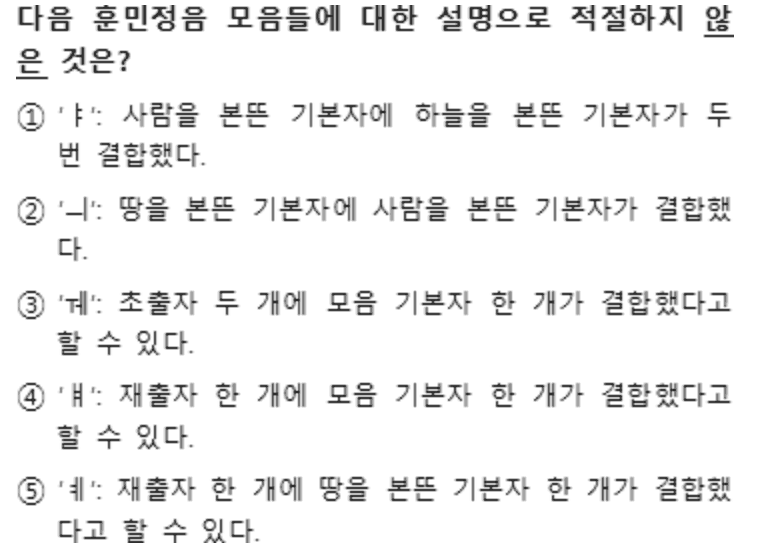 다음 훈민정음 모음들에 대한 설명으로 적절하지 않
은 것은?
① 'ㅑ': 사람을 본뜬 기본자에 하늘을 본뜬 기본자가 두
번 결합했다.
② 'ㅢ': 땅을 본뜬 기본자에 사람을 본뜬 기본자가 결합했
다.
③ 'ㅞ': 초출자 두 개에 모음 기본자 한 개가 결합했다고
할 수 있다.
④ 'ㅒ': 재출자 한 개에 모음 기본자 한 개가 결합했다고
할 수 있다.
⑤ 'ㅖ': 재출자 한 개에 땅을 본뜬 기본자 한 개가 결합했
다고 할 수 있다.